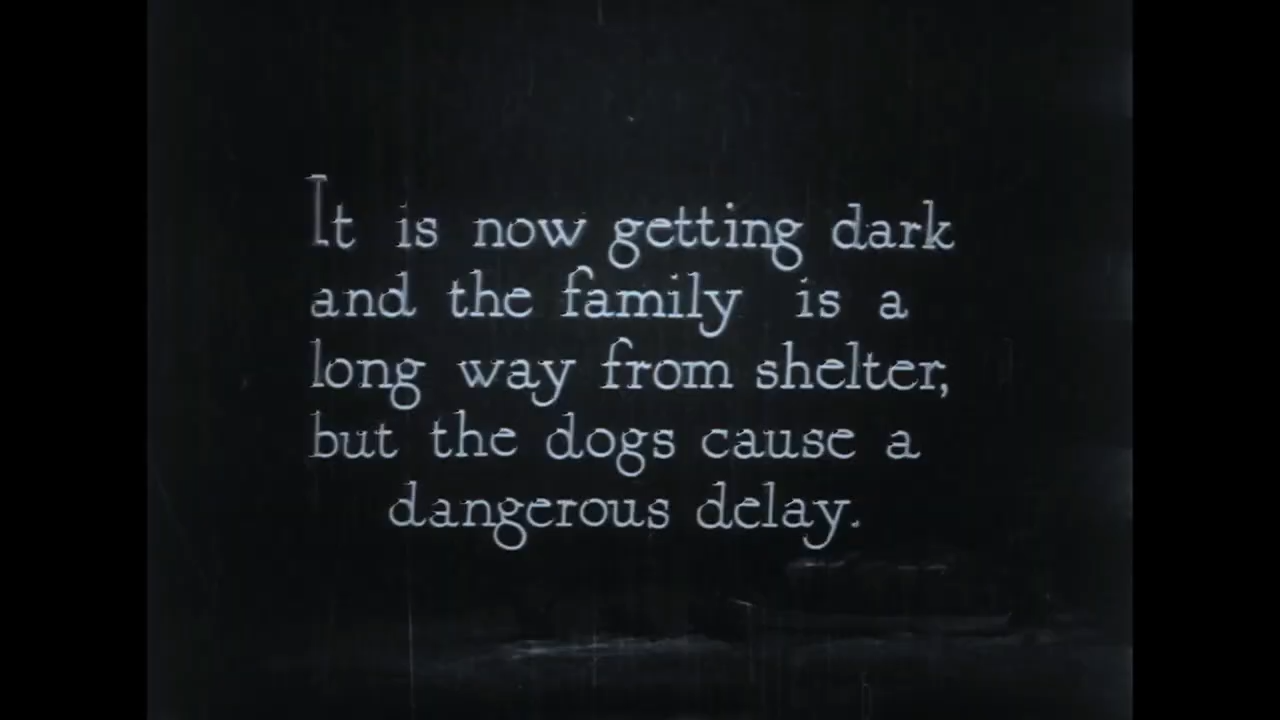 It is now getting dark
and the family is a
long way from shelter,
but the dogs cause a
dangerous delay.